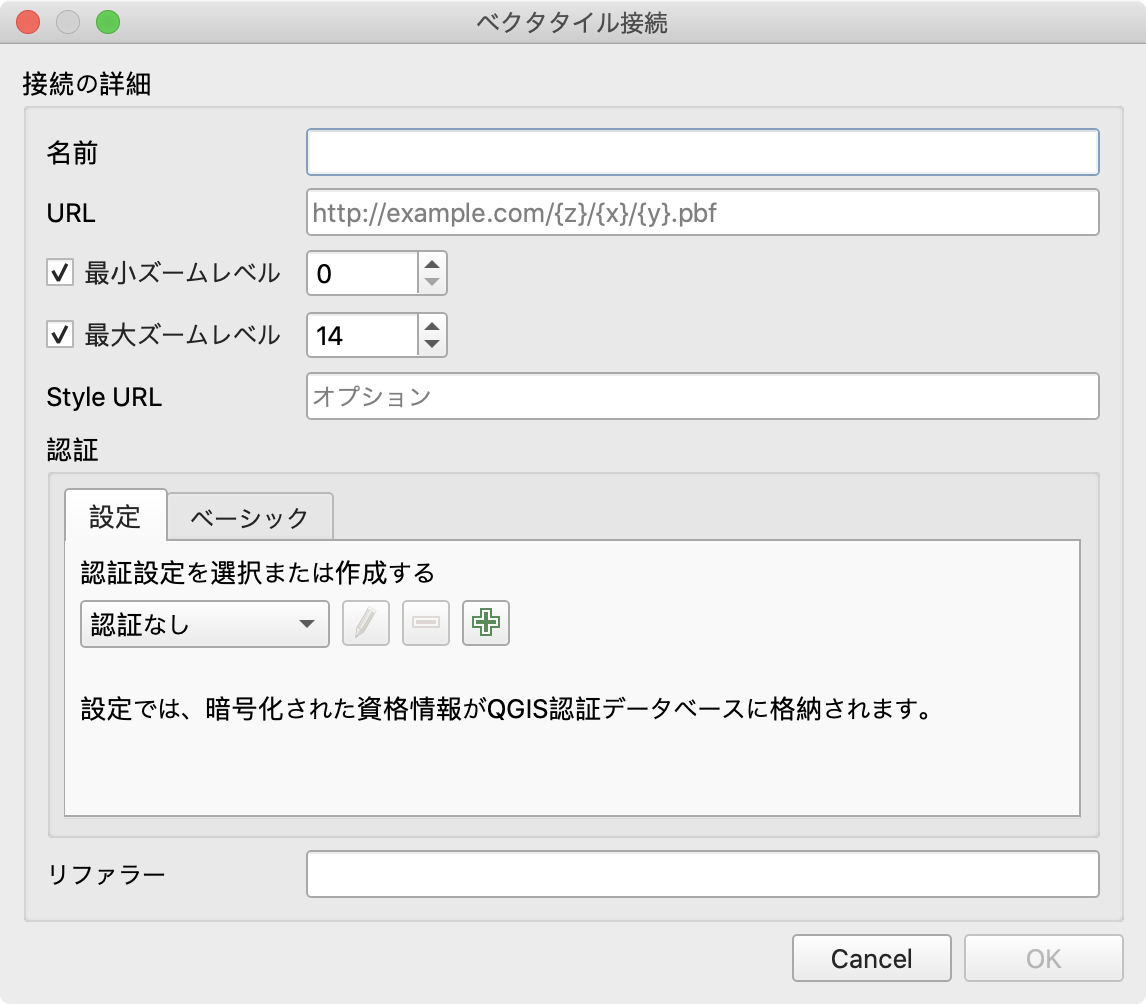 ベクタタイル接続
接続の詳細
名前
URL
http://example.com/{z}/{x}/{y}.pbf
最小ズームレベル
0
最大ズームレベル
14
Style URL
オプション
認証
設定
ベーシック
認証設定を選択または作成する
認証なし
設定では、暗号化された資格情報がQGIS認証データベースに格納されます。
リファラー
Cancel
OK